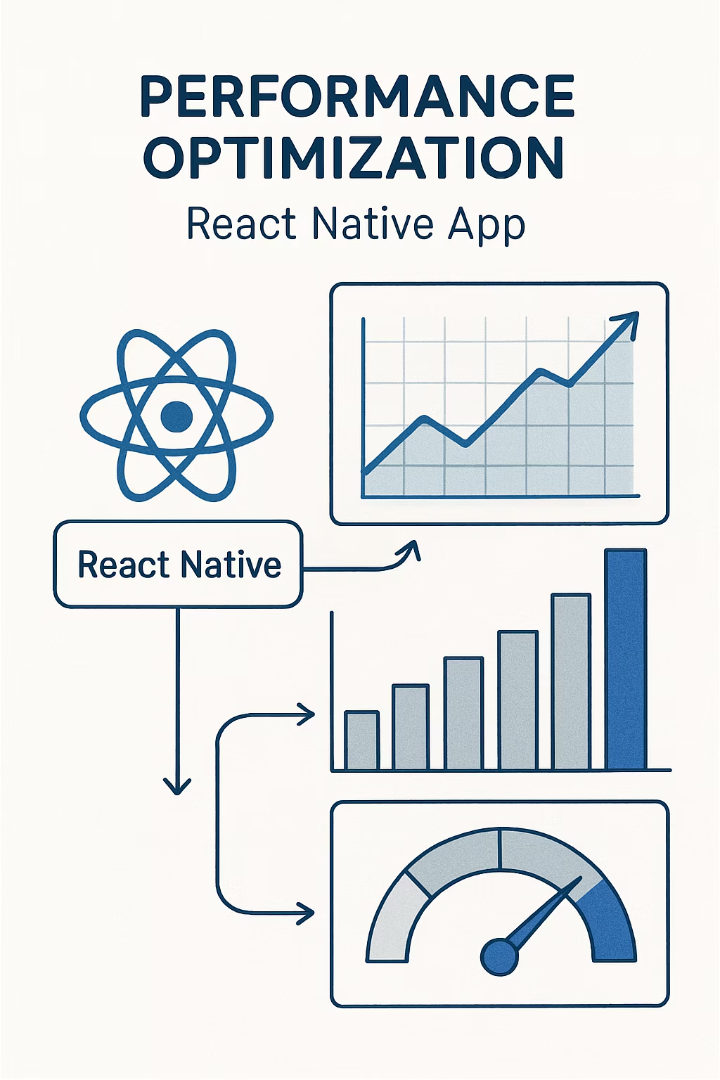 PERFORMANCE
OPTIMIZATION
React Native App
React Native